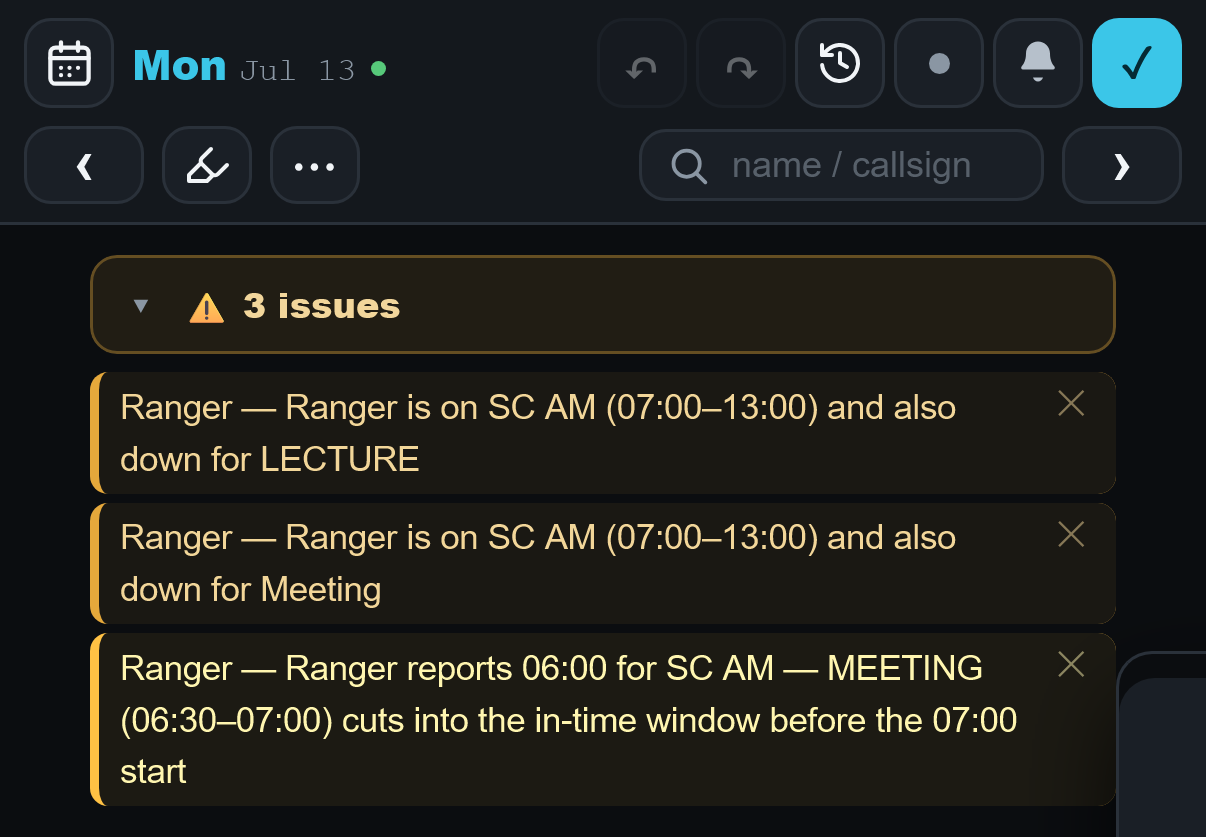 Mon Jul 13
name / callsign
3 issues
Ranger — Ranger is on SC AM (07:00–13:00) and also
down for LECTURE
Ranger — Ranger is on SC AM (07:00–13:00) and also
down for Meeting
Ranger — Ranger reports 06:00 for SC AM — MEETING
(06:30–07:00) cuts into the in-time window before the 07:00
start